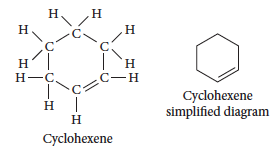 H H
H C H
C C
H H
H C C H
C
H
H
Cyclohexene
Cyclohexene
simplified diagram